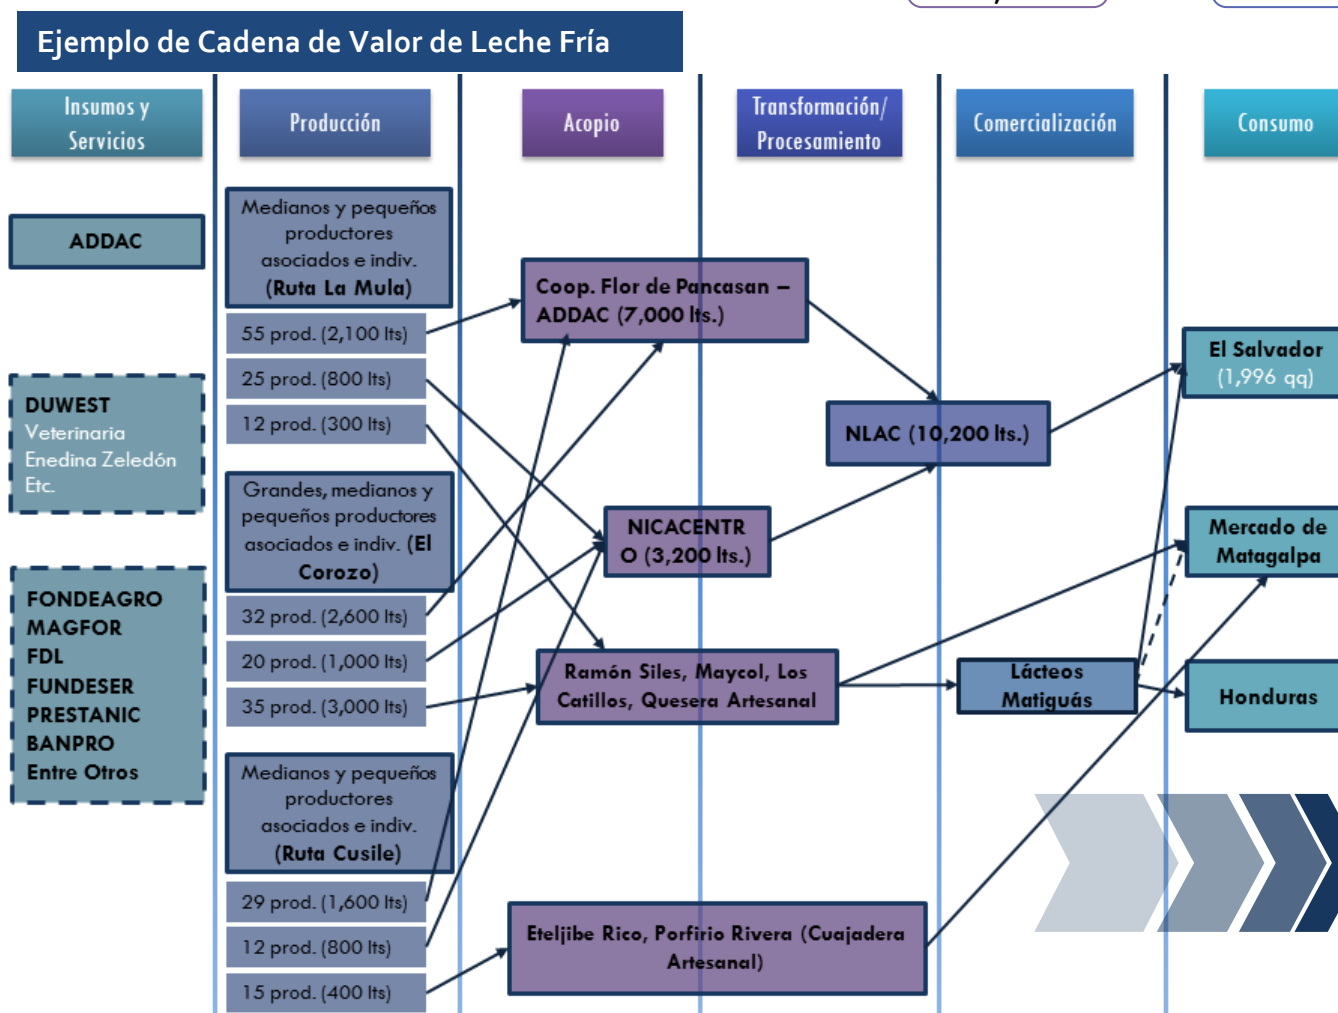 Ejemplo de Cadena de Valor de Leche Fría
Insumos y
Servicios
Producción
Acopio
Transformación/
Procesamiento
Comercialización
Consumo
ADDAC
DUWEST
Veterinaria
Enedina Zeledón
Etc.
FONDEAGRO
MAGFOR
FDL
FUNDESER
PRESTANIC
BANPRO
Entre Otros
Medianos y pequeños
productores
asociados e indiv.
(Ruta La Mula)
55 prod. (2,100 lts)
25 prod. (800 lts)
12 prod. (300 lts)
Grandes, medianos y
pequeños productores
asociados e indiv. (El
Corozo)
32 prod. (2,600 lts)
20 prod. (1,000 lts)
35 prod. (3,000 lts)
Medianos y pequeños
productores
asociados e indiv.
(Ruta Cusile)
29 prod. (1,600 lts)
12 prod. (800 lts)
15 prod. (400 lts)
Coop. Flor de Pancasan –
ADDAC (7,000 lts.)
NICACENTR
O (3,200 lts.)
Ramón Siles, Maycol, Los
Catillos, Quesera Artesanal
Eteljibe Rico, Porfirio Rivera (Cuajadera
Artesanal)
NLAC (10,200 lts.)
Lácteos
Matiguás
El Salvador
(1,996 qq)
Mercado de
Matagalpa
Honduras